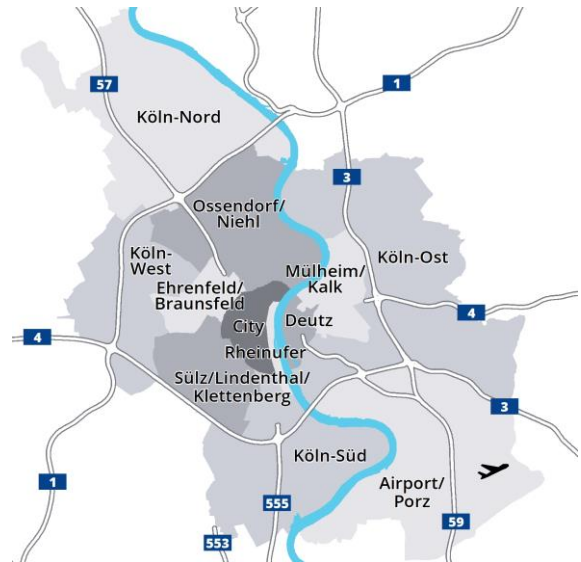 57
1
Köln-Nord
3
Ossendorf/
Niehl
Köln-
West
Mülheim/
Kalk
Köln-Ost
Ehrenfeld/
Braunsfeld
City
Deutz
4
4
Rheinufer
Sülz/Lindenthal/
Klettenberg
3
Köln-Süd
Airport/
Porz
1
555
59
553